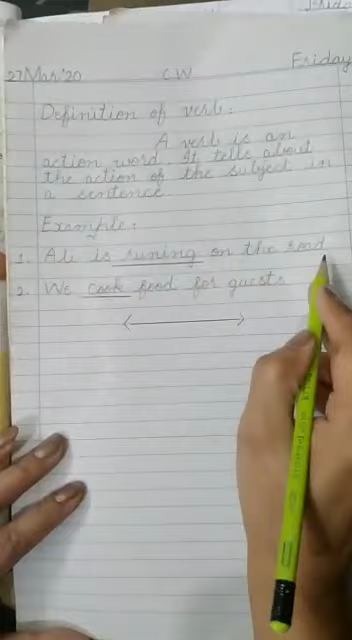 Friday
27 Mar'20 CW Friday
Definition of verb:
A verb is an
action word. It tells about
the action of the subject in
a sentence.
Example:
1. Ali is runing on the road
2. We cook food for guests